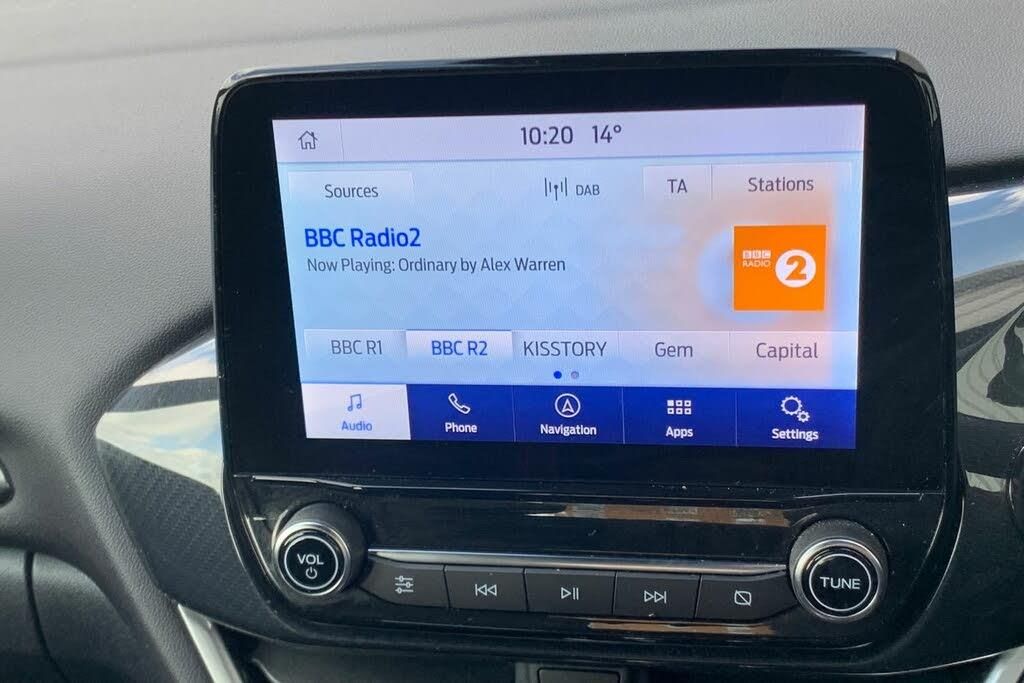 10:20 14°
Sources DAB TA Stations
BBC Radio2
Now Playing: Ordinary by Alex Warren
BBC
RADIO 2
BBC R1 BBC R2 KISSTORY Gem Capital
Audio Phone Navigation Apps Settings
VOL
TUNE